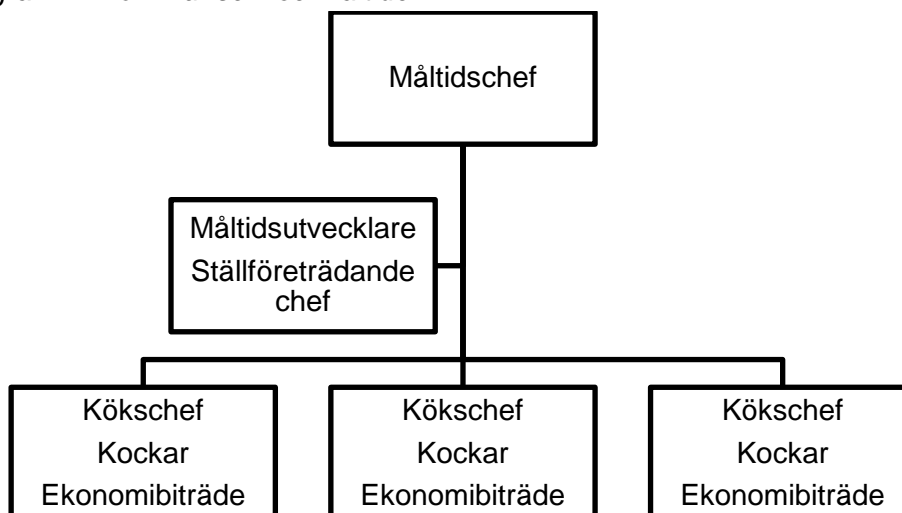 Måltidschef
Måltidsutvecklare
Ställföreträdande
chef
Kökschef
Kockar
Ekonomibiträde
Kökschef
Kockar
Ekonomibiträde
Kökschef
Kockar
Ekonomibiträde